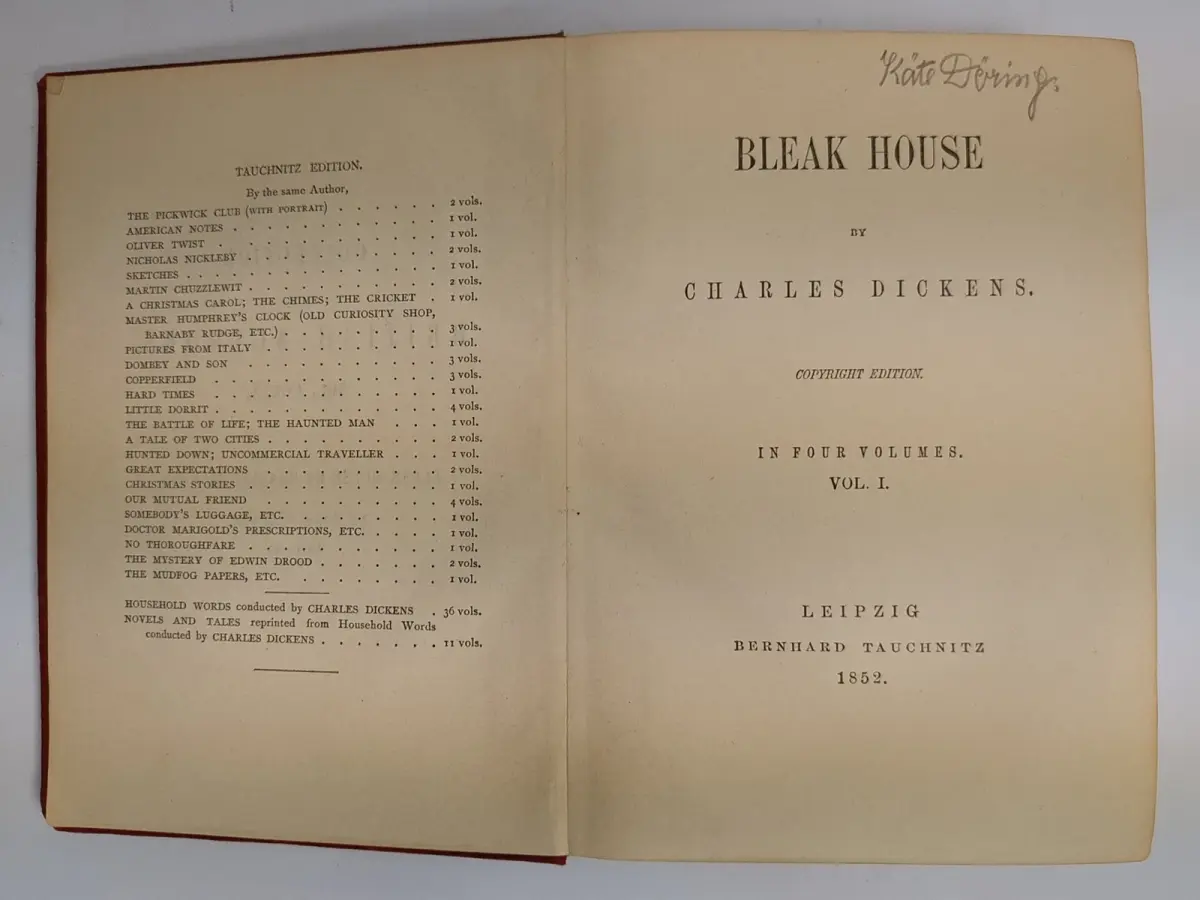 TAUCHNITZ EDITION.
By the same Author,
THE PICKWICK CLUB (WITH PORTRAIT) . . . . . . 2 vols.
AMERICAN NOTES . . . . . . . . . . . . 1 vol.
OLIVER TWIST . . . . . . . . . . . . . 1 vol.
NICHOLAS NICKLEBY . . . . . . . . . . . 2 vols.
SKETCHES . . . . . . . . . . . . . . . 1 vol.
MARTIN CHUZZLEWIT . . . . . . . . . . . 2 vols.
A CHRISTMAS CAROL; THE CHIMES; THE CRICKET . 1 vol.
MASTER HUMPHREY'S CLOCK (OLD CURIOSITY SHOP,
BARNABY RUDGE, ETC.) . . . . . . . . . 3 vols.
PICTURES FROM ITALY . . . . . . . . . . 1 vol.
DOMBEY AND SON . . . . . . . . . . . 3 vols.
COPPERFIELD . . . . . . . . . . . . . 3 vols.
HARD TIMES . . . . . . . . . . . . . 1 vol.
LITTLE DORRIT . . . . . . . . . . . . . 4 vols.
THE BATTLE OF LIFE; THE HAUNTED MAN . . . 1 vol.
A TALE OF TWO CITIES . . . . . . . . . . 2 vols.
HUNTED DOWN; UNCOMMERCIAL TRAVELLER . . . 1 vol.
GREAT EXPECTATIONS . . . . . . . . . . 2 vols.
CHRISTMAS STORIES . . . . . . . . . . . 1 vol.
OUR MUTUAL FRIEND . . . . . . . . . . 4 vols.
SOMEBODY'S LUGGAGE, ETC. . . . . . . . . 1 vol.
DOCTOR MARIGOLD'S PRESCRIPTIONS, ETC. . . . . 1 vol.
NO THOROUGHFARE . . . . . . . . . . . 1 vol.
THE MYSTERY OF EDWIN DROOD . . . . . . . 2 vols.
THE MUDFOG PAPERS, ETC. . . . . . . . . 1 vol.
HOUSEHOLD WORDS conducted by CHARLES DICKENS . 36 vols.
NOVELS AND TALES reprinted from Household Words
conducted by CHARLES DICKENS . . . . . . . 11 vols.
Käte Döring.
BLEAK HOUSE
BY
CHARLES DICKENS.
COPYRIGHT EDITION.
IN FOUR VOLUMES.
VOL. I.
LEIPZIG
BERNHARD TAUCHNITZ
1852.